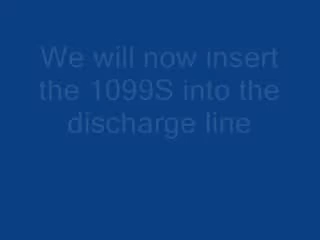 We will now insert
the 1099S into the
discharge line